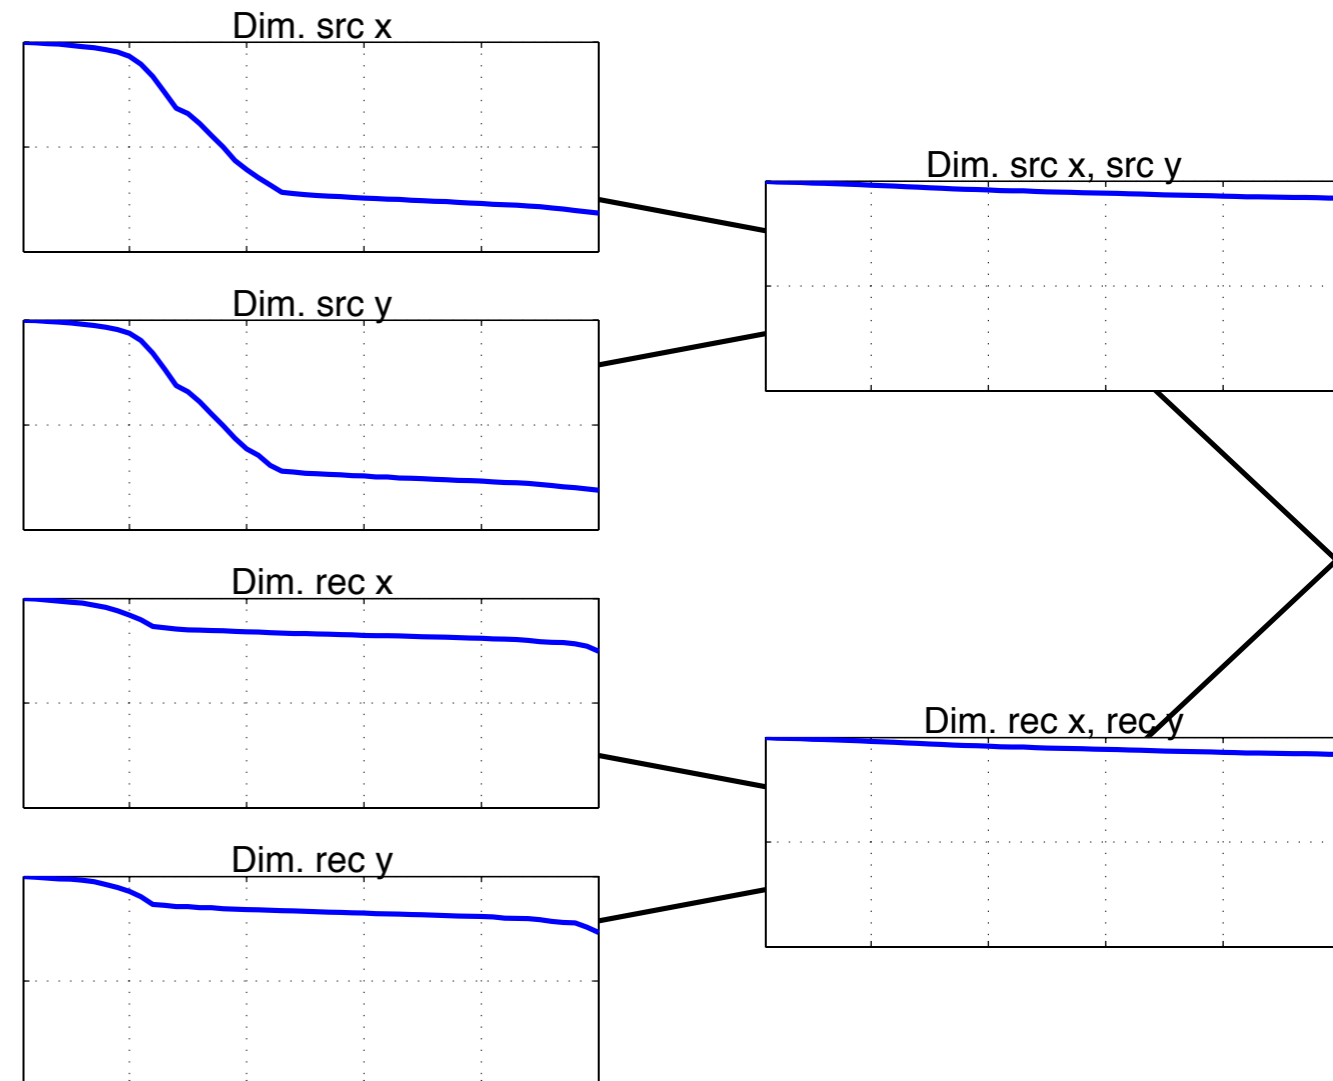 Dim. src x
Dim. src y
Dim. rec x
Dim. rec y
Dim. src x, src y
Dim. rec x, rec y